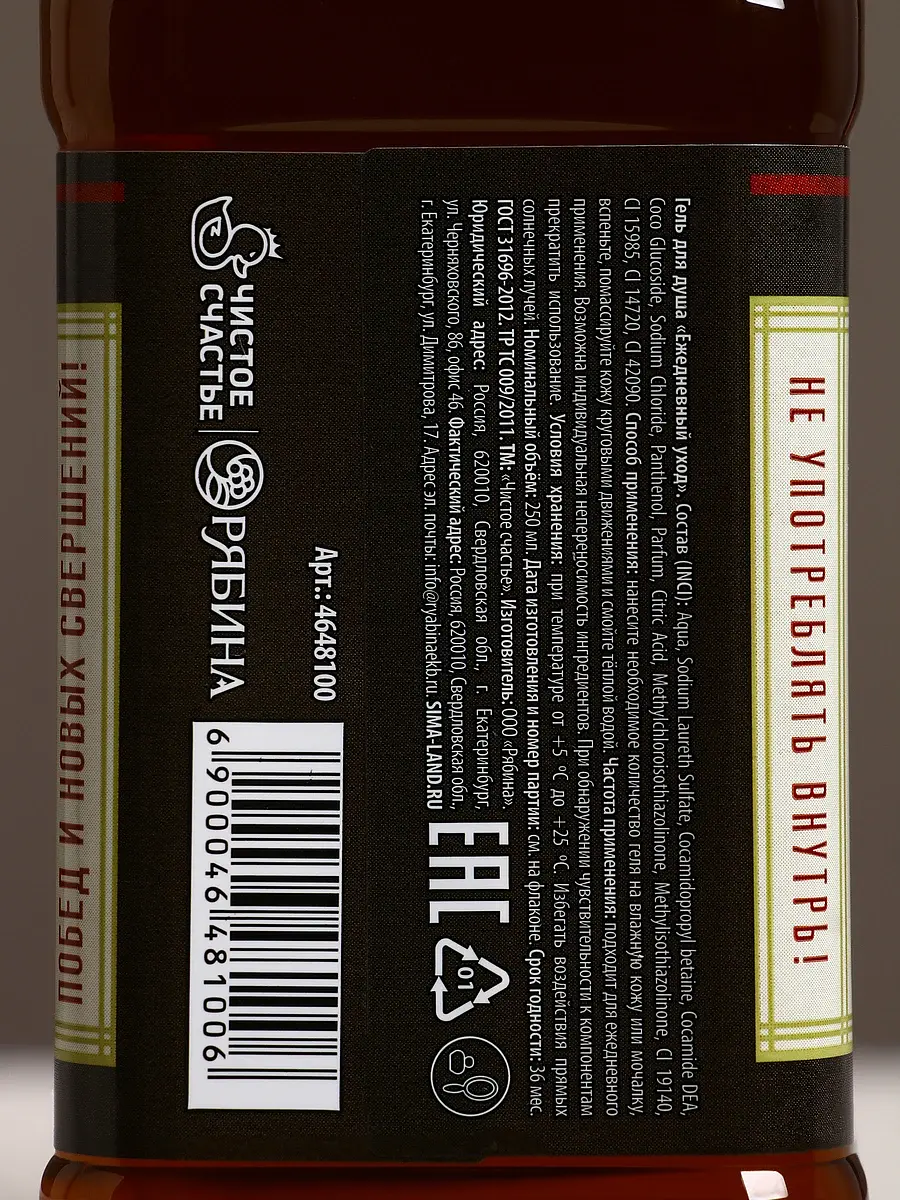 НЕ УПОТРЕБЛЯТЬ ВНУТРЬ!
Гель для душа «Ежедневный уход». Состав (INCI): Aqua, Sodium Laureth Sulfate, Cocamidopropyl betaine, Cocamide DEA,
Coco Glucoside, Sodium Chloride, Panthenol, Parfum, Citric Acid, Methylchloroisothiazolinone, Methylisothiazolinone, CI 19140,
CI 15985, CI 14720, CI 42090. Способ применения: нанесите необходимое количество геля на влажную кожу или мочалку,
вспеньте, помассируйте кожу круговыми движениями и смойте тёплой водой. Частота применения: подходит для ежедневного
применения. Возможна индивидуальная непереносимость ингредиентов. При обнаружении чувствительности к компонентам
прекратить использование. Условия хранения: при температуре от +5 °C до +25 °C. Избегать воздействия прямых
солнечных лучей. Номинальный объём: 250 мл. Дата изготовления и номер партии: см. на флаконе. Срок годности: 36 мес.
ГОСТ 31696-2012. ТР ТС 009/2011. ТМ: «Чистое счастье». Изготовитель: ООО «Рябина».
Юридический адрес: Россия, 620010, Свердловская обл., г. Екатеринбург,
ул. Черняховского, 86, офис 46. Фактический адрес: Россия, 620010, Свердловская обл.,
г. Екатеринбург, ул. Димитрова, 17. Адрес эл. почты: info@ryabinaekb.ru. SIMA-LAND.RU
EAC
01
Арт.: 4648100
ЧИСТОЕ
СЧАСТЬЕ
РЯБИНА
6 900046 481006
ПОБЕД И НОВЫХ СВЕРШЕНИЙ!